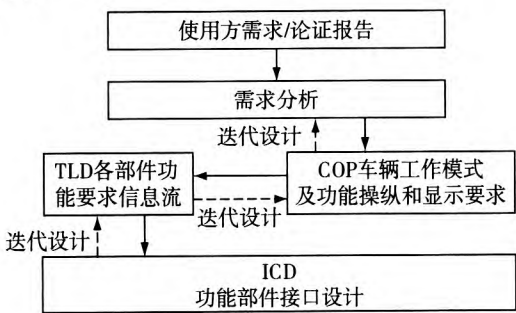 使用方需求/论证报告
需求分析
迭代设计
TLD各部件功
能要求信息流
COP车辆工作模式
及功能操纵和显示要求
迭代设计
迭代设计
ICD
功能部件接口设计